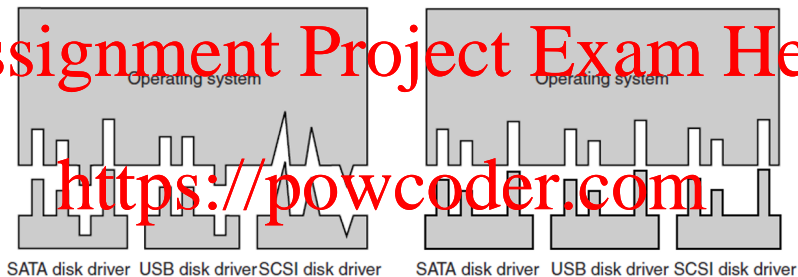 ssignment Project Exam He
Operating system
Operating system
https://powcoder.com
SATA disk driver USB disk driver SCSI disk driver
SATA disk driver USB disk driver SCSI disk driver